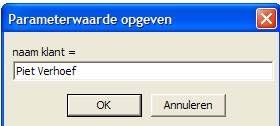 Parameterwaarde opgeven
naam klant =
Piet Verhoef
OK Annuleren